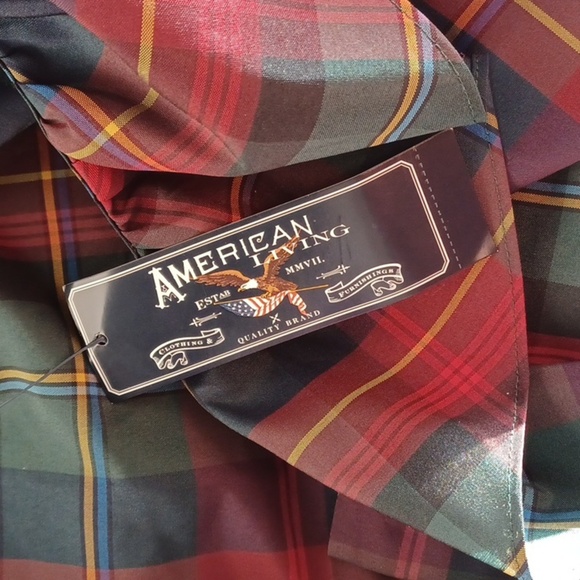 AMERICAN
LIVING
ESTAB MMVII.
CLOTHING & FURNISHINGS
X
QUALITY BRAND